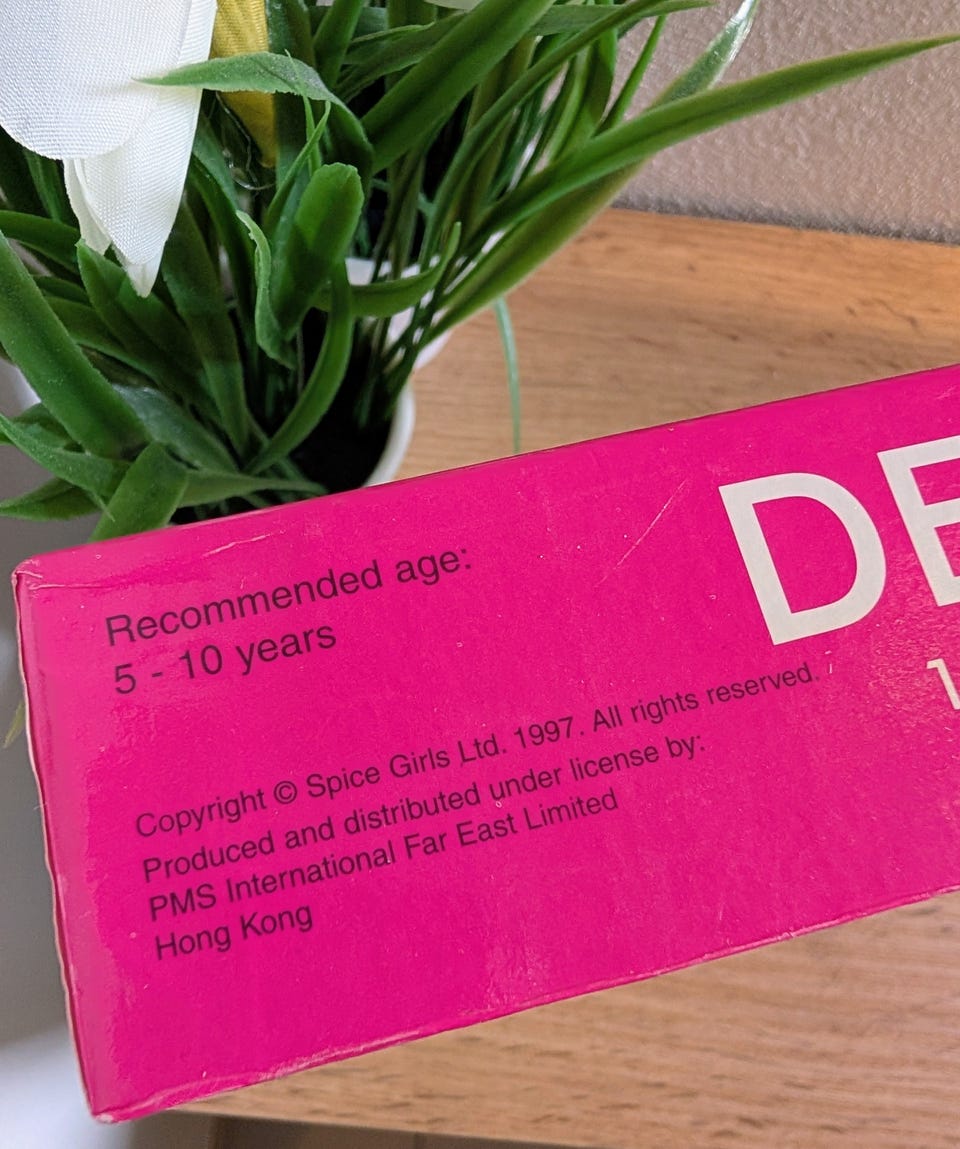 Recommended age:
5 - 10 years
DE
1
Copyright © Spice Girls Ltd. 1997. All rights reserved.
Produced and distributed under license by:
PMS International Far East Limited
Hong Kong